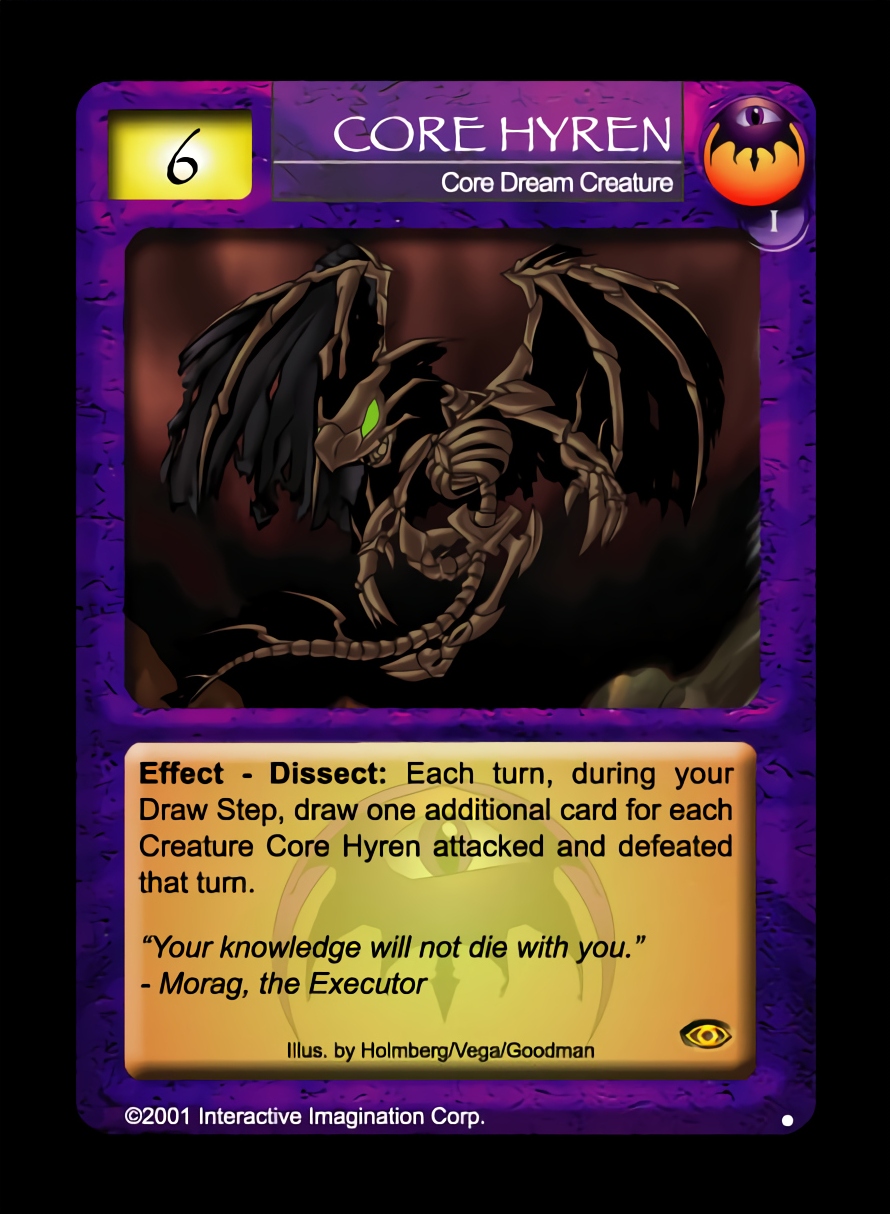 6
CORE HYREN
Core Dream Creature
I
Effect - Dissect: Each turn, during your
Draw Step, draw one additional card for each
Creature Core Hyren attacked and defeated
that turn.
“Your knowledge will not die with you.”
- Morag, the Executor
Illus. by Holmberg/Vega/Goodman
©2001 Interactive Imagination Corp.